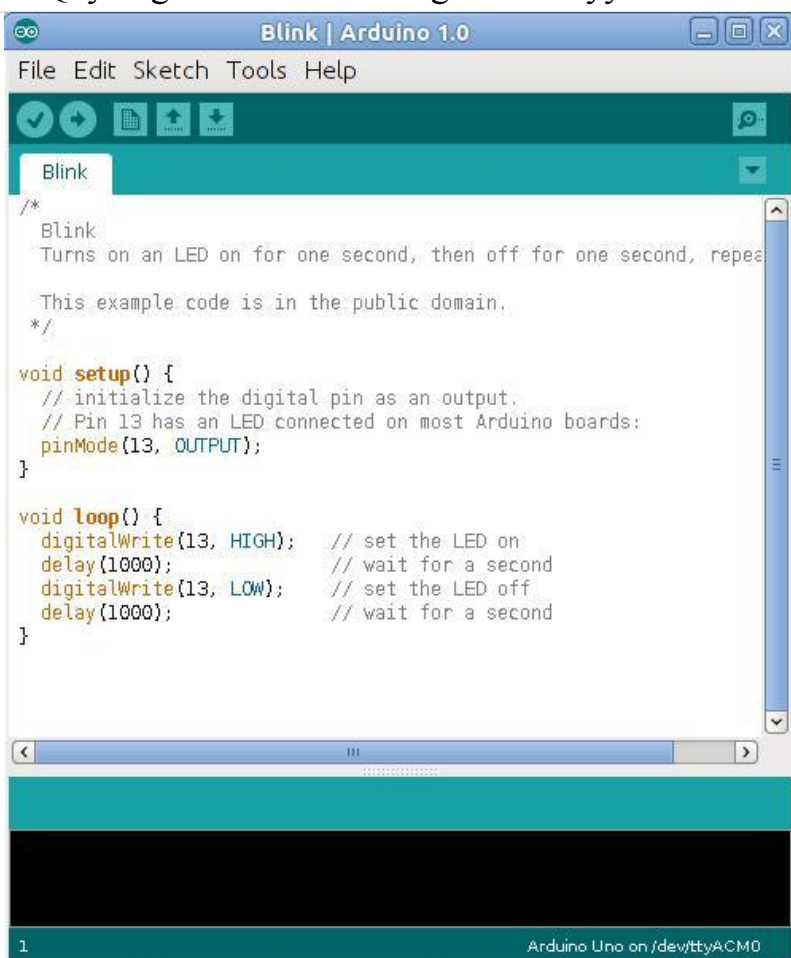 Blink | Arduino 1.0
File Edit Sketch Tools Help
Blink
/*
  Blink
  Turns on an LED on for one second, then off for one second, repea

  This example code is in the public domain.
 */

void setup() {
  // initialize the digital pin as an output.
  // Pin 13 has an LED connected on most Arduino boards:
  pinMode(13, OUTPUT);
}

void loop() {
  digitalWrite(13, HIGH);   // set the LED on
  delay(1000);              // wait for a second
  digitalWrite(13, LOW);    // set the LED off
  delay(1000);              // wait for a second
}
1 Arduino Uno on /dev/ttyACM0